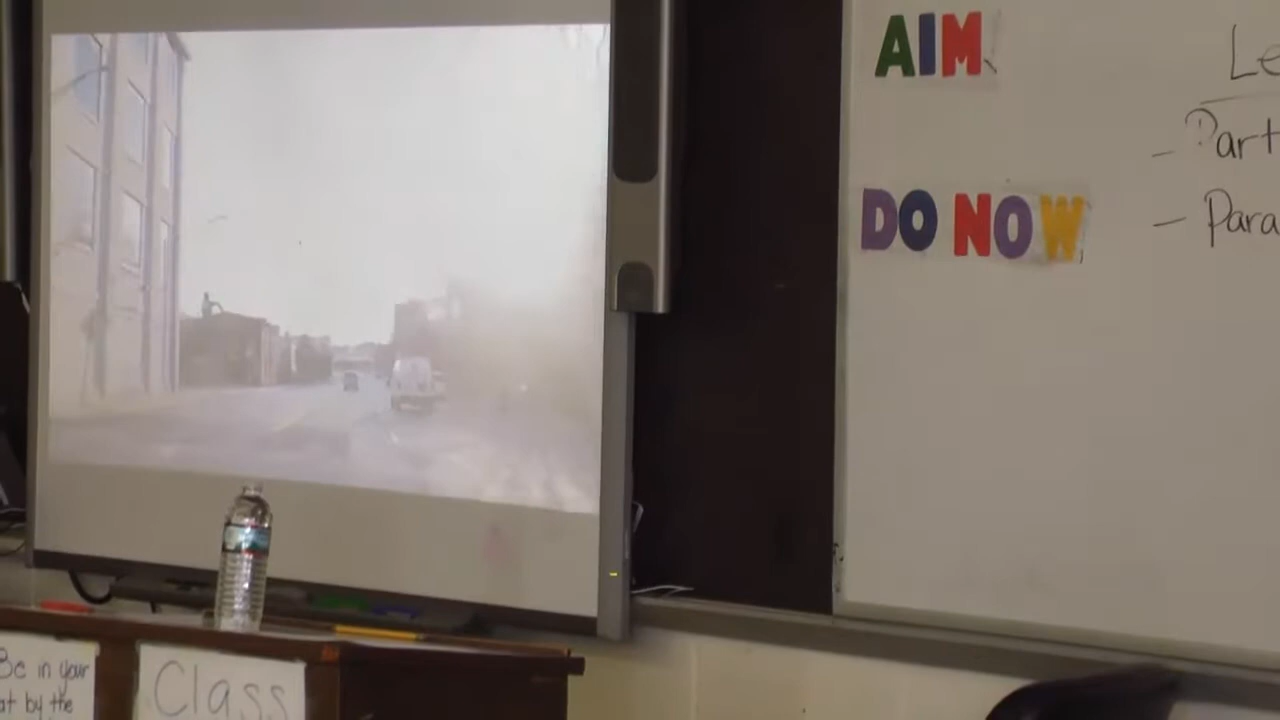 AIM
Le
- Part
DO NOW
- Para
Be in your
at by the
Class